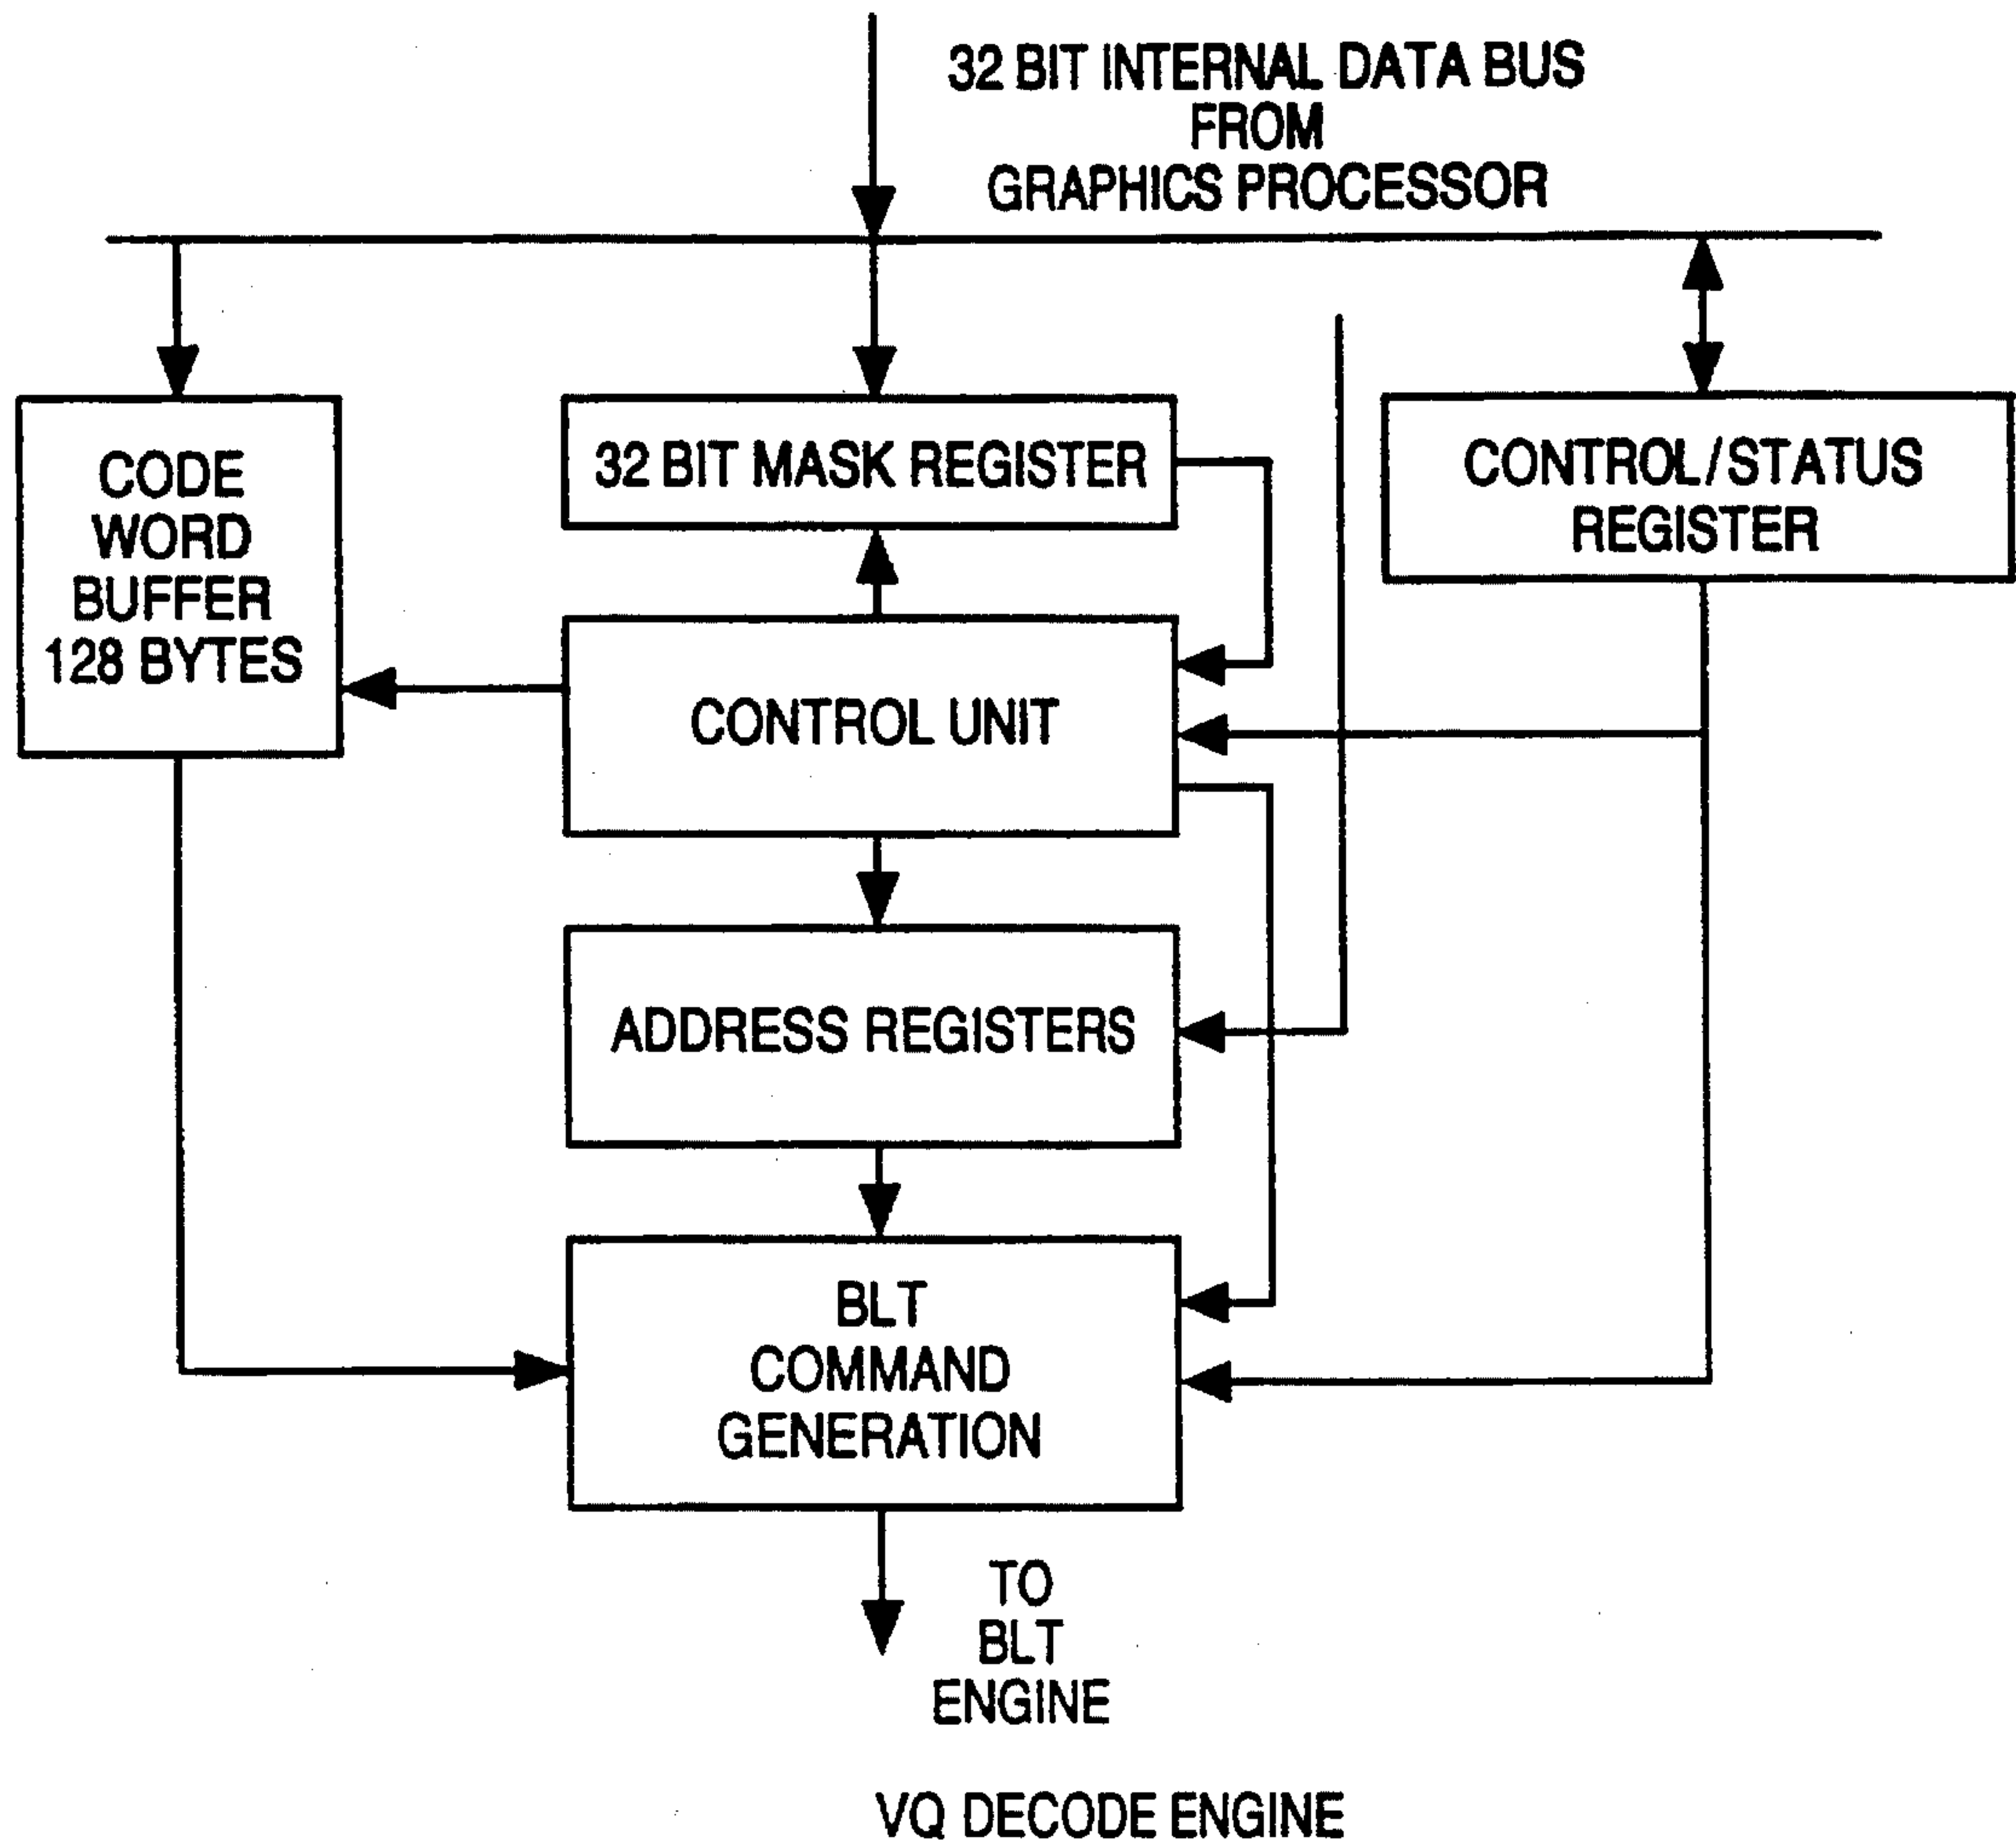 32 BIT INTERNAL DATA BUS
FROM
GRAPHICS PROCESSOR
CODE
WORD
BUFFER
128 BYTES
32 BIT MASK REGISTER
CONTROL/STATUS
REGISTER
CONTROL UNIT
ADDRESS REGISTERS
BLT
COMMAND
GENERATION
TO
BLT
ENGINE
VQ DECODE ENGINE